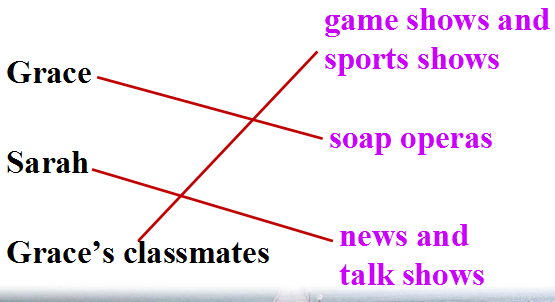 game shows and
sports shows
Grace
soap operas
Sarah
news and
talk shows
Grace’s classmates